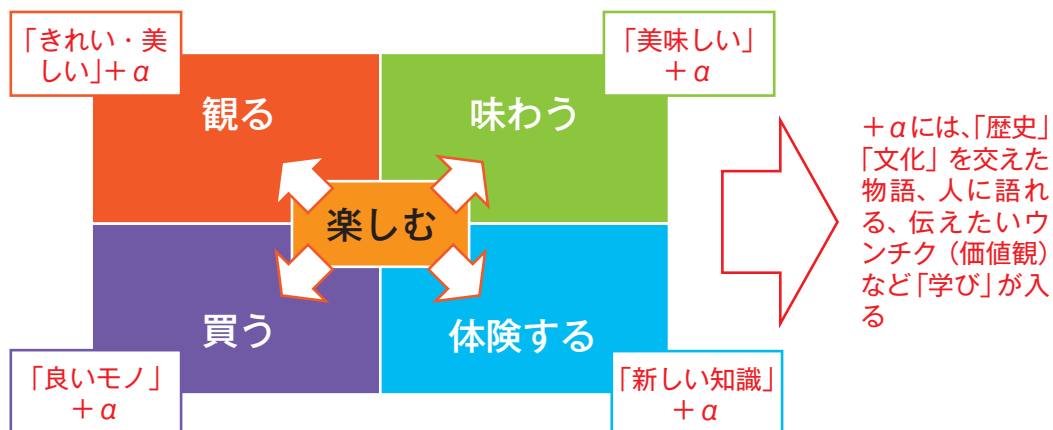 「きれい・美
しい」＋α
「美味しい」
＋α
観る
味わう
楽しむ
買う
体験する
「良いモノ」
＋α
「新しい知識」
＋α
＋αには、「歴史」
「文化」を交えた
物語、人に語れ
る、伝えたいウ
ンチク（価値観）
など「学び」が入
る